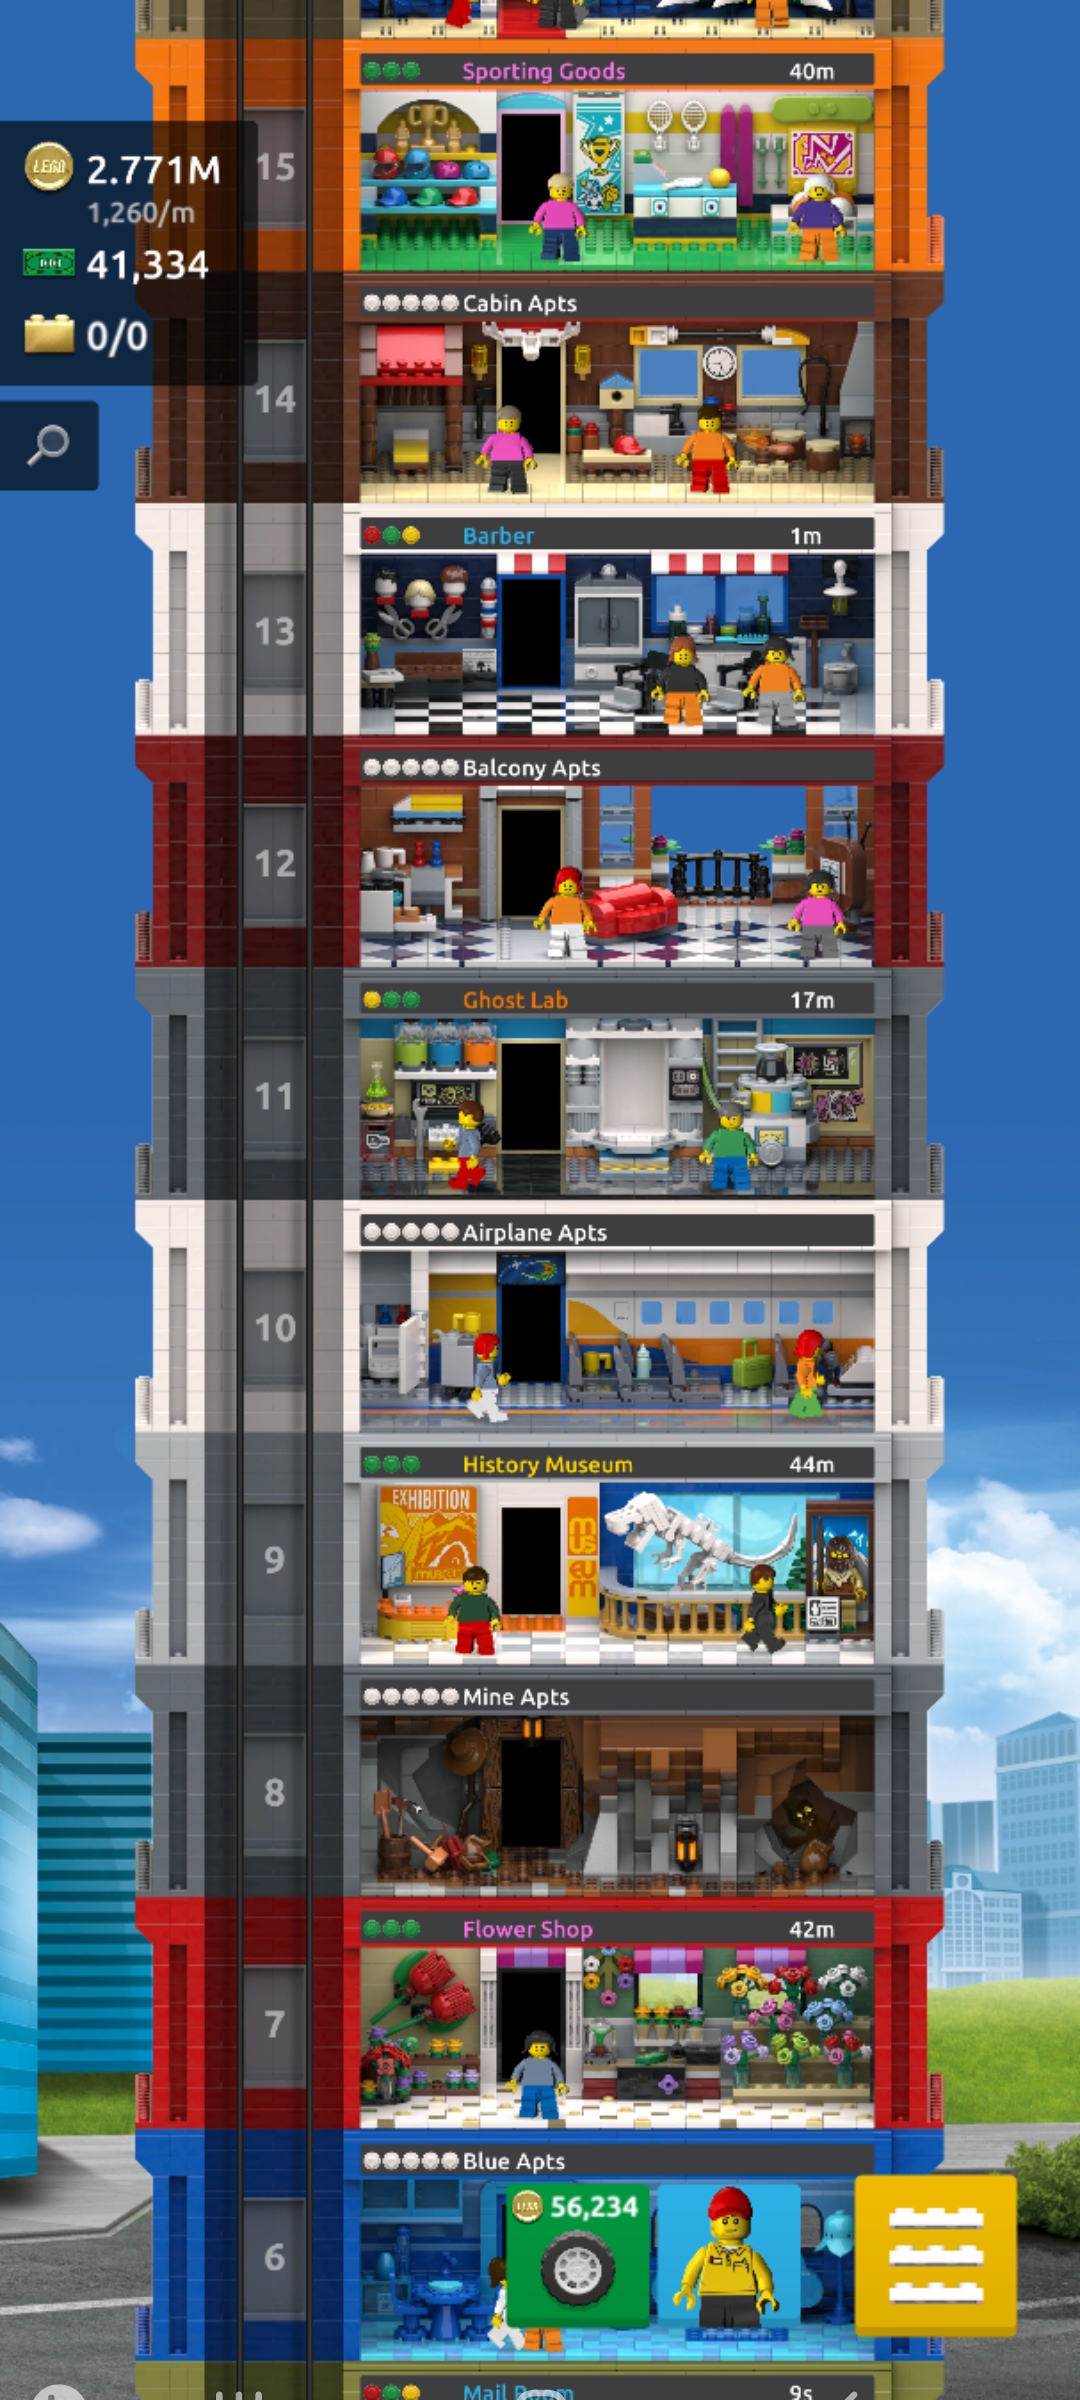 Sporting Goods 40m
LEGO 2.771M
1,260/m
41,334
0/0
15
Cabin Apts
14
Barber 1m
13
Balcony Apts
12
Ghost Lab 17m
11
Airplane Apts
10
History Museum 44m
EXHIBITION
museum
MUSEUM
9
Mine Apts
8
Flower Shop 42m
7
Blue Apts
56,234
6
Mail Room 9s